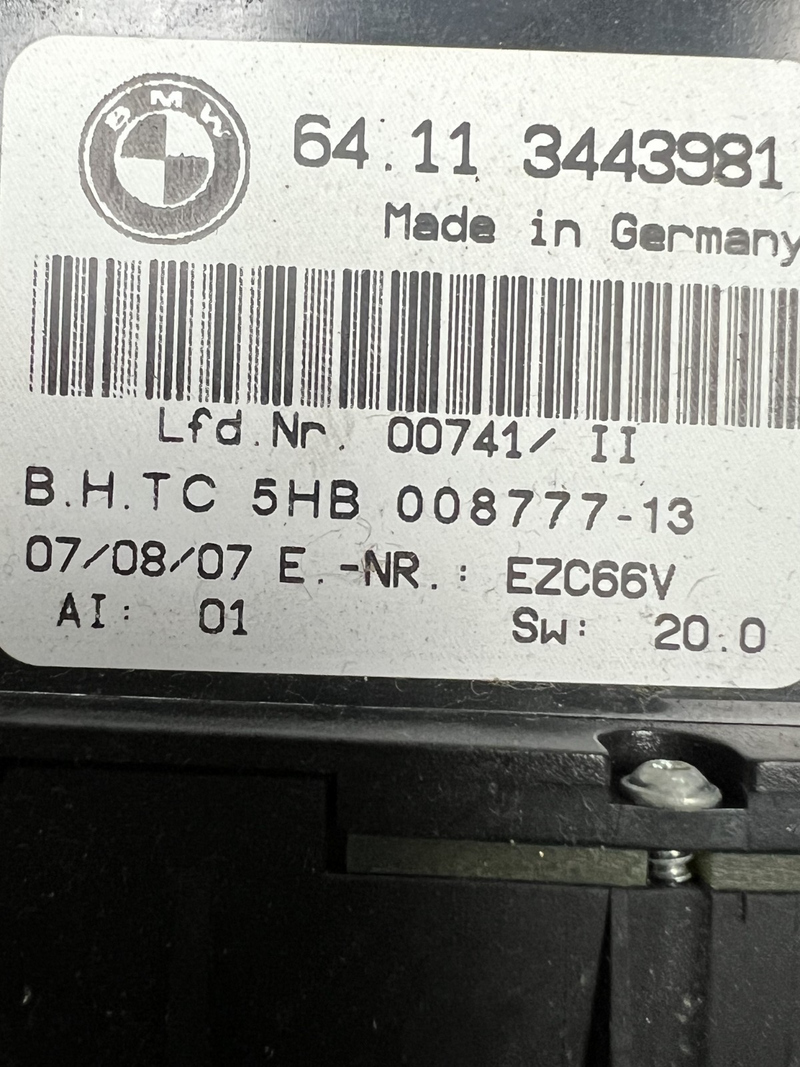 BMW
64.11 3443981
Made in Germany
Lfd.Nr. 00741/ II
B.H.TC 5HB 008777-13
07/08/07 E.-NR.: EZC66V
AI: 01 Sw: 20.0